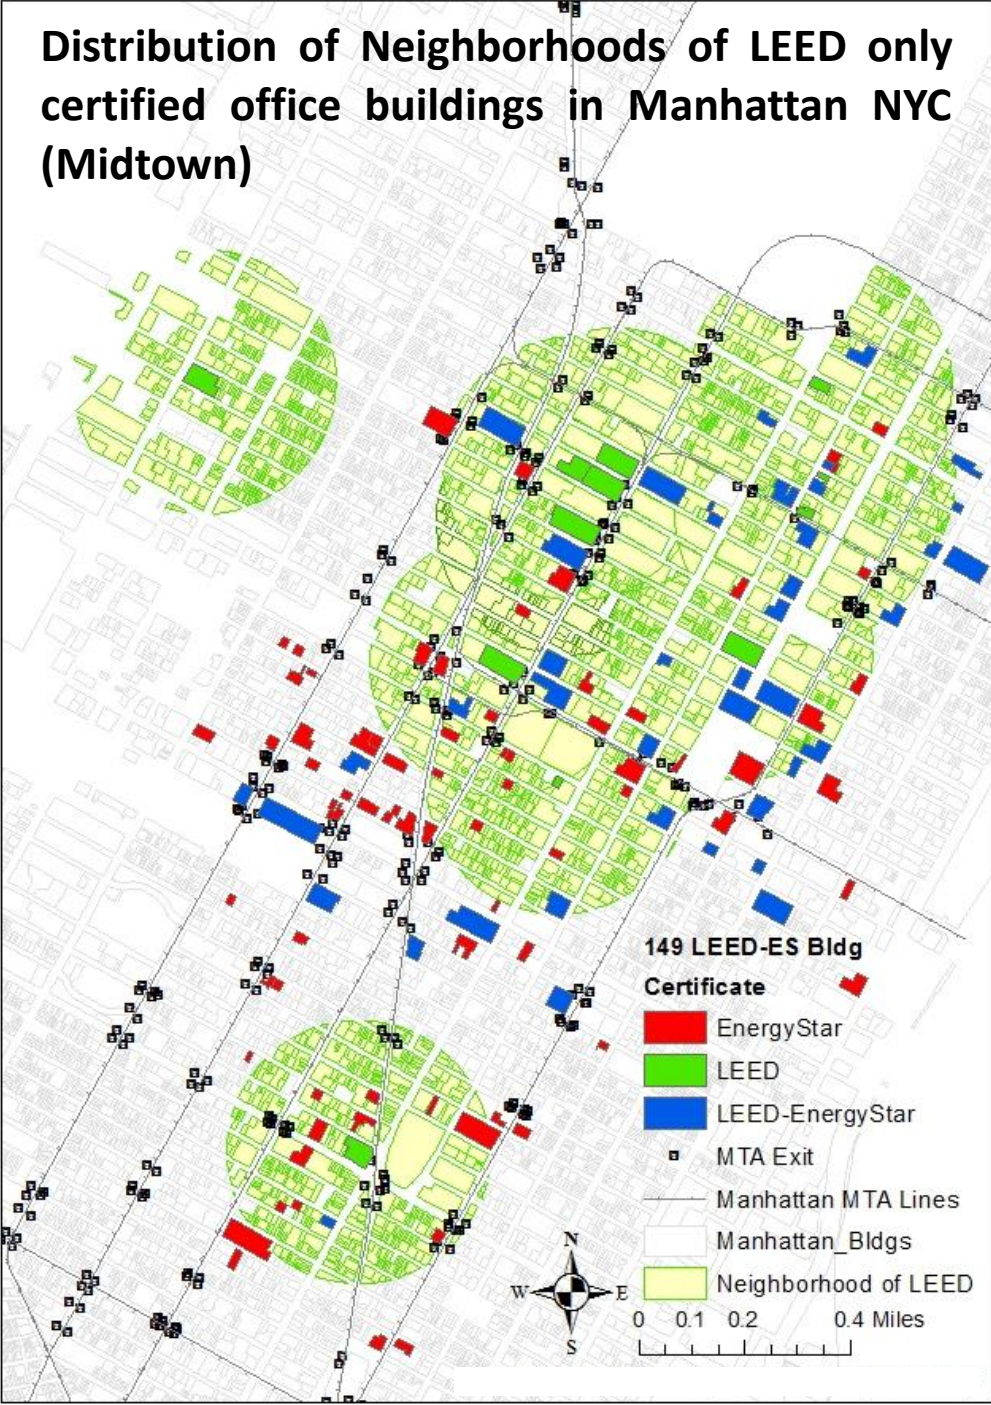 Distribution of Neighborhoods of LEED only
certified office buildings in Manhattan NYC
(Midtown)
149 LEED-ES Bldg
Certificate
EnergyStar
LEED
LEED-EnergyStar
MTA Exit
Manhattan MTA Lines
Manhattan_Bldgs
Neighborhood of LEED
N
W E
S
0 0.1 0.2 0.4 Miles